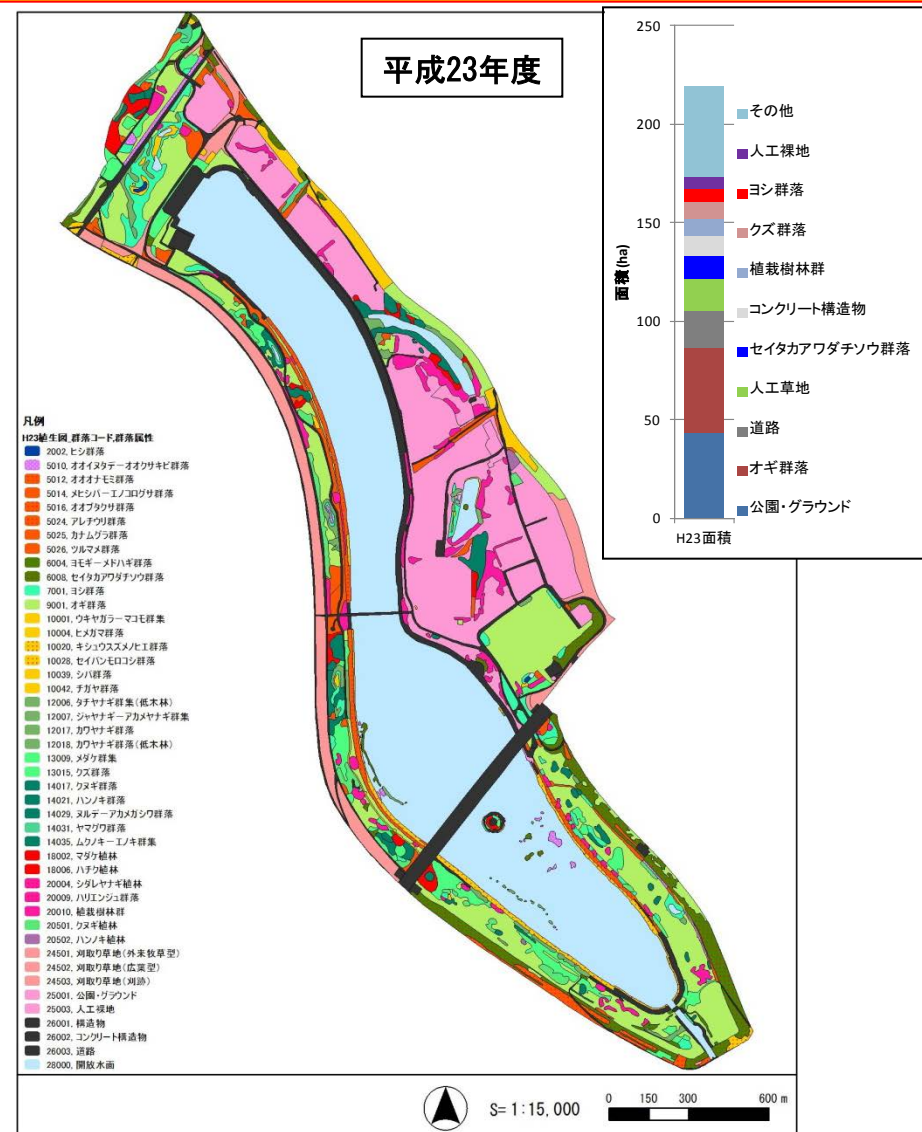 平成23年度
250
200
150
100
50
0
面積(ha)
H23面積
その他
人工裸地
ヨシ群落
クズ群落
植栽樹林群
コンクリート構造物
セイタカアワダチソウ群落
人工草地
道路
オギ群落
公園・グラウンド
凡例
H23植生図_群落コード,群落属性
2002, ヒシ群落
5010, オオイヌタデーオオクサキビ群落
5012, オオオナモミ群落
5014, メヒシバーエノコログサ群落
5016, オオブタクサ群落
5024, アレチウリ群落
5025, カナムグラ群落
5026, ツルマメ群落
6004, ヨモギーメドハギ群落
6008, セイタカアワダチソウ群落
7001, ヨシ群落
9001, オギ群落
10001, ウキヤガラーマコモ群集
10004, ヒメガマ群落
10020, キシュウスズメノヒエ群落
10028, セイバンモロコシ群落
10039, シバ群落
10042, チガヤ群落
12006, タチヤナギ群集(低木林)
12007, ジャヤナギーアカメヤナギ群集
12017, カワヤナギ群落
12018, カワヤナギ群落(低木林)
13009, メダケ群集
13015, クズ群落
14017, クヌギ群落
14021, ハンノキ群落
14029, ヌルデーアカメガシワ群落
14031, ヤマグワ群落
14035, ムクノキーエノキ群集
18002, マダケ植林
18006, ハチク植林
20004, シダレヤナギ植林
20009, ハリエンジュ群落
20010, 植栽樹林群
20501, クヌギ植林
20502, ハンノキ植林
24501, 刈取り草地(外来牧草型)
24502, 刈取り草地(広葉型)
24503, 刈取り草地(刈跡)
25001, 公園・グラウンド
25003, 人工裸地
26001, 構造物
26002, コンクリート構造物
26003, 道路
28000, 開放水面
S= 1:15,000
0 150 300 600 m